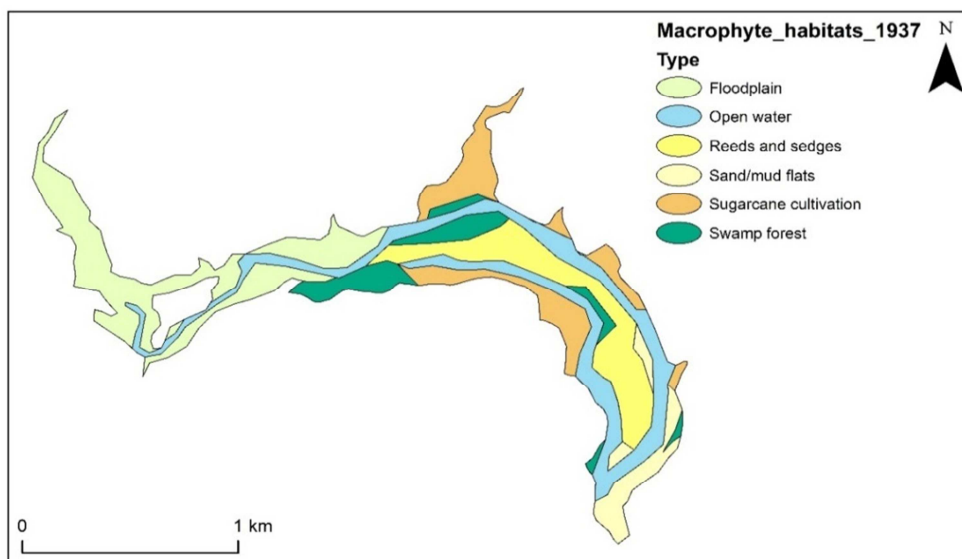 Macrophyte_habitats_1937
N
Type
Floodplain
Open water
Reeds and sedges
Sand/mud flats
Sugarcane cultivation
Swamp forest
0 1 km